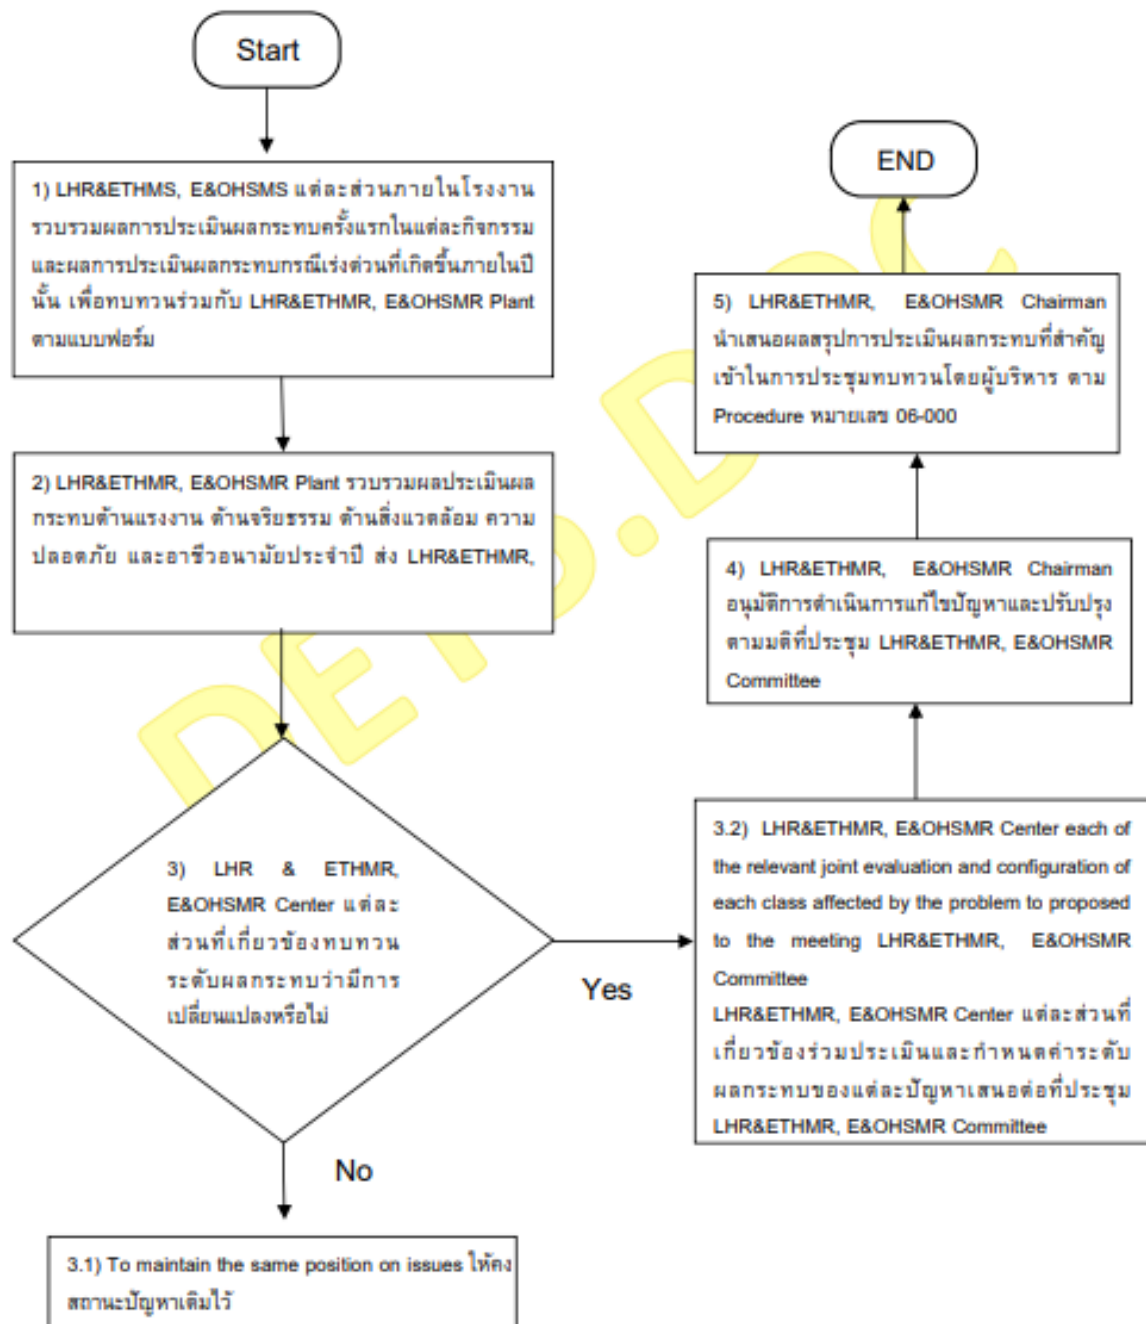 Start
1) LHR&ETHMS, E&OHSMS แต่ละส่วนภายในโรงงาน
รวบรวมผลการประเมินผลกระทบครั้งแรกในแต่ละกิจกรรม
และผลการประเมินผลกระทบกรณีเร่งด่วนที่เกิดขึ้นภายในปี
นั้น เพื่อทบทวนร่วมกับ LHR&ETHMR, E&OHSMR Plant
ตามแบบฟอร์ม
2) LHR&ETHMR, E&OHSMR Plant รวบรวมผลประเมินผล
กระทบด้านแรงงาน ด้านจริยธรรม ด้านสิ่งแวดล้อม ความ
ปลอดภัย และอาชีวอนามัยประจำปี ส่ง LHR&ETHMR,
3) LHR & ETHMR,
E&OHSMR Center แต่ละ
ส่วนที่เกี่ยวข้องทบทวน
ระดับผลกระทบว่ามีการ
เปลี่ยนแปลงหรือไม่
No
3.1) To maintain the same position on issues ให้คง
สถานะปัญหาเดิมไว้
Yes
3.2) LHR&ETHMR, E&OHSMR Center each of
the relevant joint evaluation and configuration of
each class affected by the problem to proposed
to the meeting LHR&ETHMR, E&OHSMR
Committee
LHR&ETHMR, E&OHSMR Center แต่ละส่วนที่
เกี่ยวข้องร่วมประเมินและกำหนดค่าระดับ
ผลกระทบของแต่ละปัญหาเสนอต่อที่ประชุม
LHR&ETHMR, E&OHSMR Committee
4) LHR&ETHMR, E&OHSMR Chairman
อนุมัติการดำเนินการแก้ไขปัญหาและปรับปรุง
ตามมติที่ประชุม LHR&ETHMR, E&OHSMR
Committee
5) LHR&ETHMR, E&OHSMR Chairman
นำเสนอผลสรุปการประเมินผลกระทบที่สำคัญ
เข้าในการประชุมทบทวนโดยผู้บริหาร ตาม
Procedure หมายเลข 06-000
END